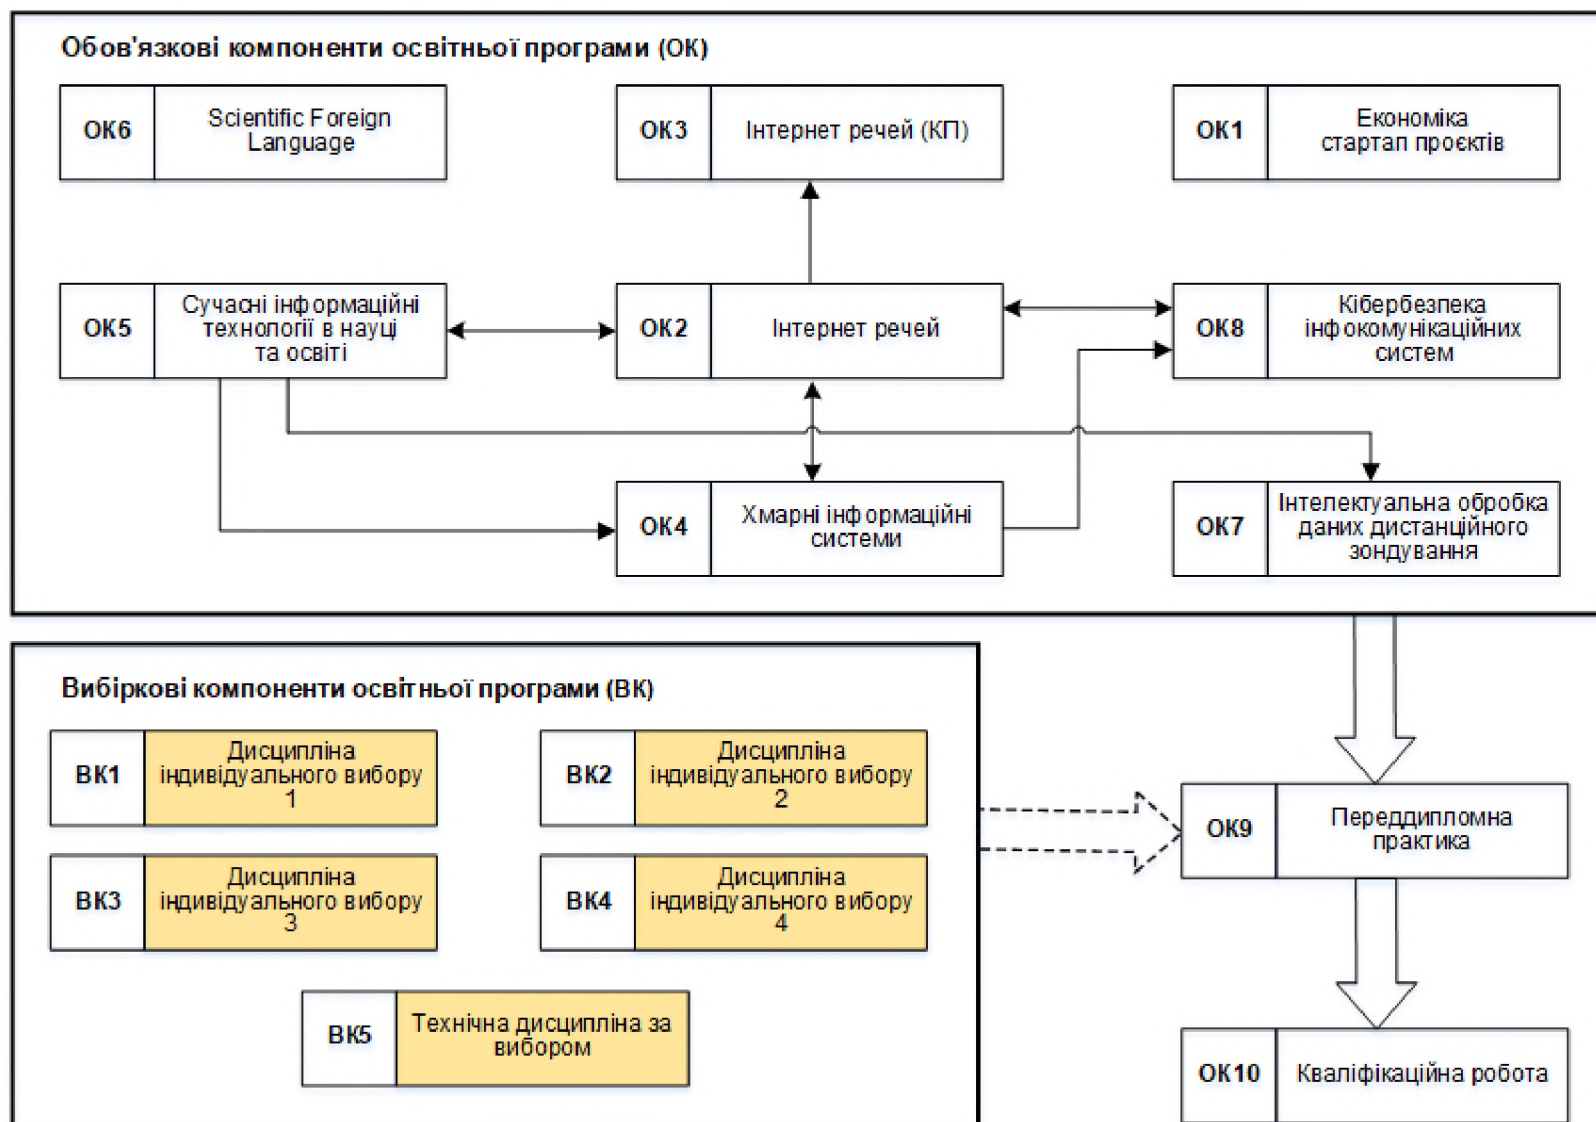 Обов'язкові компоненти освітньої програми (ОК)
ОК6
Scientific Foreign
Language
ОК3
Інтернет речей (КП)
ОК1
Економіка
стартап проєктів
ОК5
Сучасні інформаційні
технології в науці
та освіті
ОК2
Інтернет речей
ОК8
Кібербезпека
інфокомунікаційних
систем
ОК4
Хмарні інформаційні
системи
ОК7
Інтелектуальна обробка
даних дистанційного
зондування
Вибіркові компоненти освітньої програми (ВК)
ВК1
Дисципліна
індивідуального вибору
1
ВК2
Дисципліна
індивідуального вибору
2
ВК3
Дисципліна
індивідуального вибору
3
ВК4
Дисципліна
індивідуального вибору
4
ВК5
Технічна дисципліна за
вибором
ОК9
Переддипломна
практика
ОК10
Кваліфікаційна робота